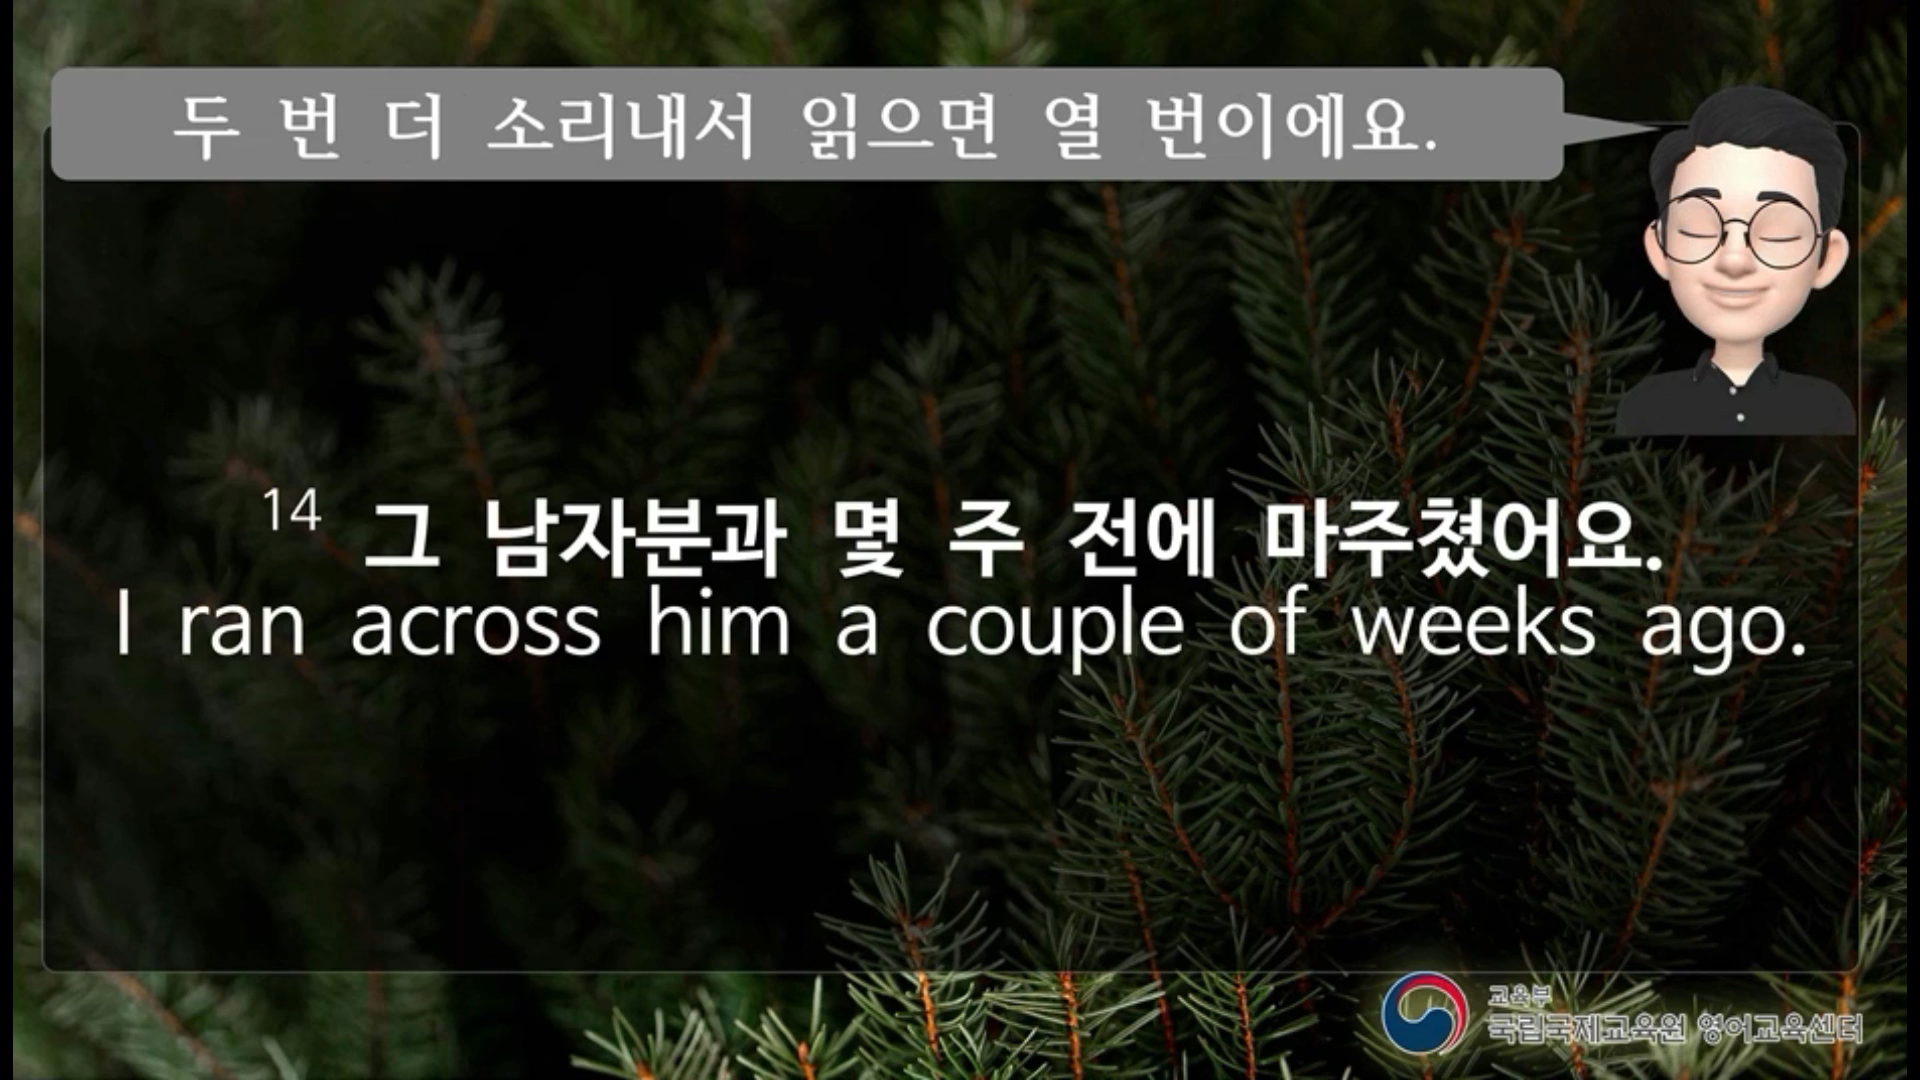 두 번 더 소리내서 읽으면 열 번이에요.
14 그 남자분과 몇 주 전에 마주쳤어요.
I ran across him a couple of weeks ago.
교육부
국립국제교육원 영어교육센터